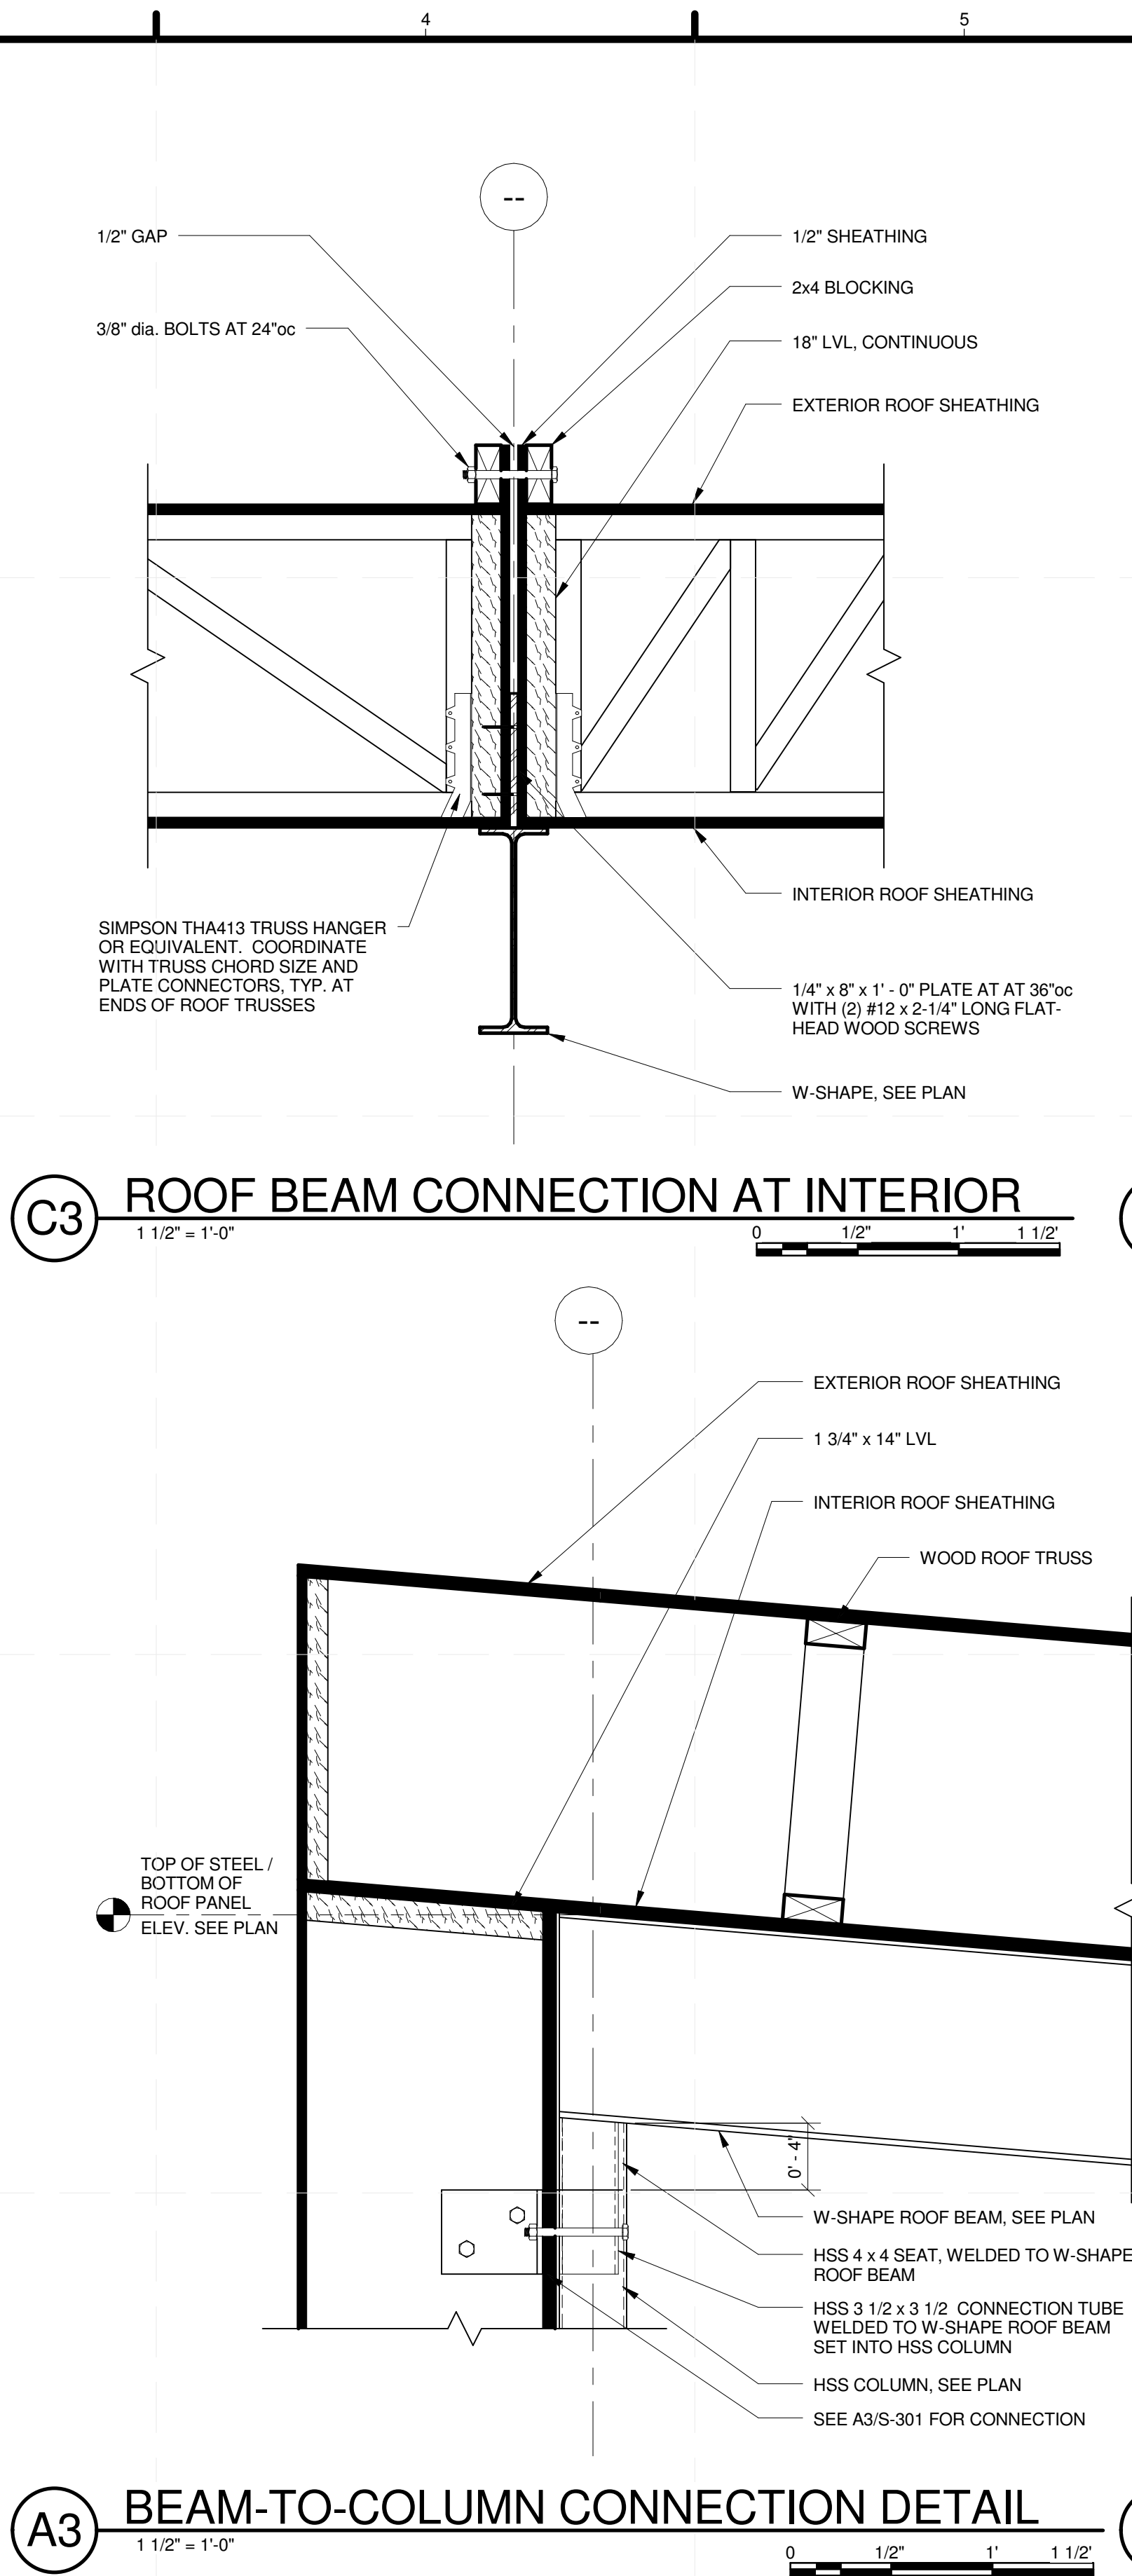 4
5
--
1/2" GAP
3/8" dia. BOLTS AT 24"oc
1/2" SHEATHING
2x4 BLOCKING
18" LVL, CONTINUOUS
EXTERIOR ROOF SHEATHING
INTERIOR ROOF SHEATHING
SIMPSON THA413 TRUSS HANGER
OR EQUIVALENT. COORDINATE
WITH TRUSS CHORD SIZE AND
PLATE CONNECTORS, TYP. AT
ENDS OF ROOF TRUSSES
1/4" x 8" x 1' - 0" PLATE AT AT 36"oc
WITH (2) #12 x 2-1/4" LONG FLAT-
HEAD WOOD SCREWS
W-SHAPE, SEE PLAN
C3
ROOF BEAM CONNECTION AT INTERIOR
1 1/2" = 1'-0"
0 1/2" 1' 1 1/2'
--
EXTERIOR ROOF SHEATHING
1 3/4" x 14" LVL
INTERIOR ROOF SHEATHING
WOOD ROOF TRUSS
TOP OF STEEL /
BOTTOM OF
ROOF PANEL
ELEV. SEE PLAN
0' - 4"
W-SHAPE ROOF BEAM, SEE PLAN
HSS 4 x 4 SEAT, WELDED TO W-SHAPE
ROOF BEAM
HSS 3 1/2 x 3 1/2 CONNECTION TUBE
WELDED TO W-SHAPE ROOF BEAM
SET INTO HSS COLUMN
HSS COLUMN, SEE PLAN
SEE A3/S-301 FOR CONNECTION
A3
BEAM-TO-COLUMN CONNECTION DETAIL
1 1/2" = 1'-0"
0 1/2" 1' 1 1/2'